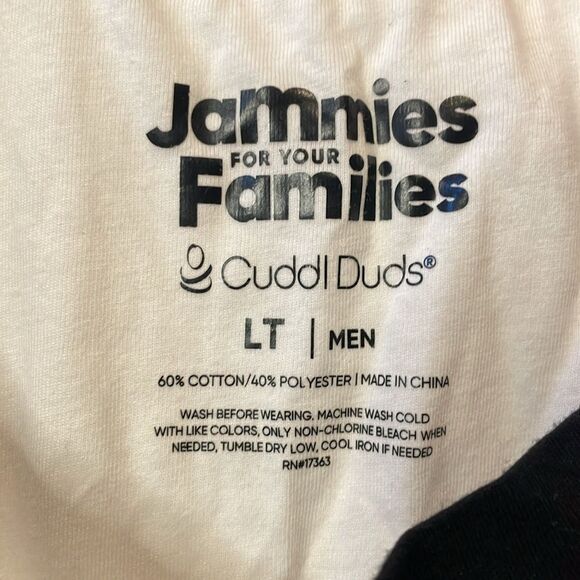 Jammies
FOR YOUR
Families
Cuddl Duds®
LT | MEN
60% COTTON/40% POLYESTER | MADE IN CHINA
WASH BEFORE WEARING. MACHINE WASH COLD
WITH LIKE COLORS, ONLY NON-CHLORINE BLEACH WHEN
NEEDED, TUMBLE DRY LOW, COOL IRON IF NEEDED
RN#17363